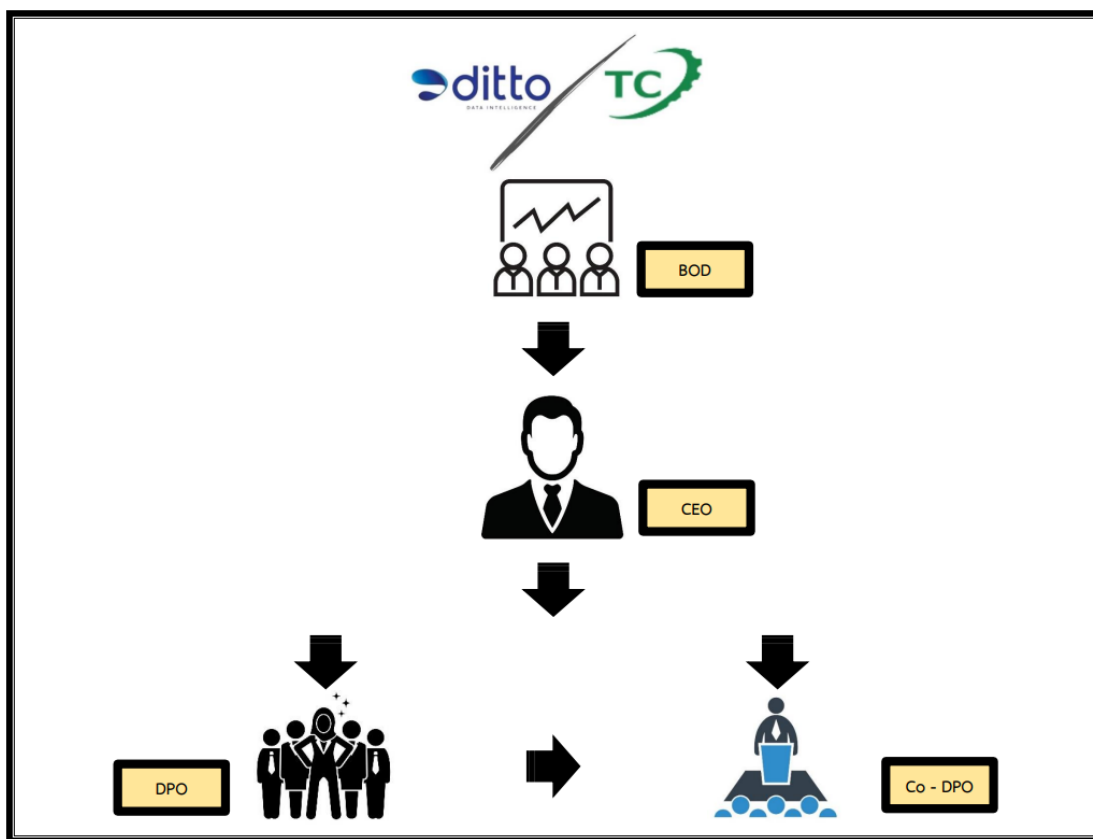 ditto
DATA INTELLIGENCE
TC
BOD
CEO
DPO
Co - DPO